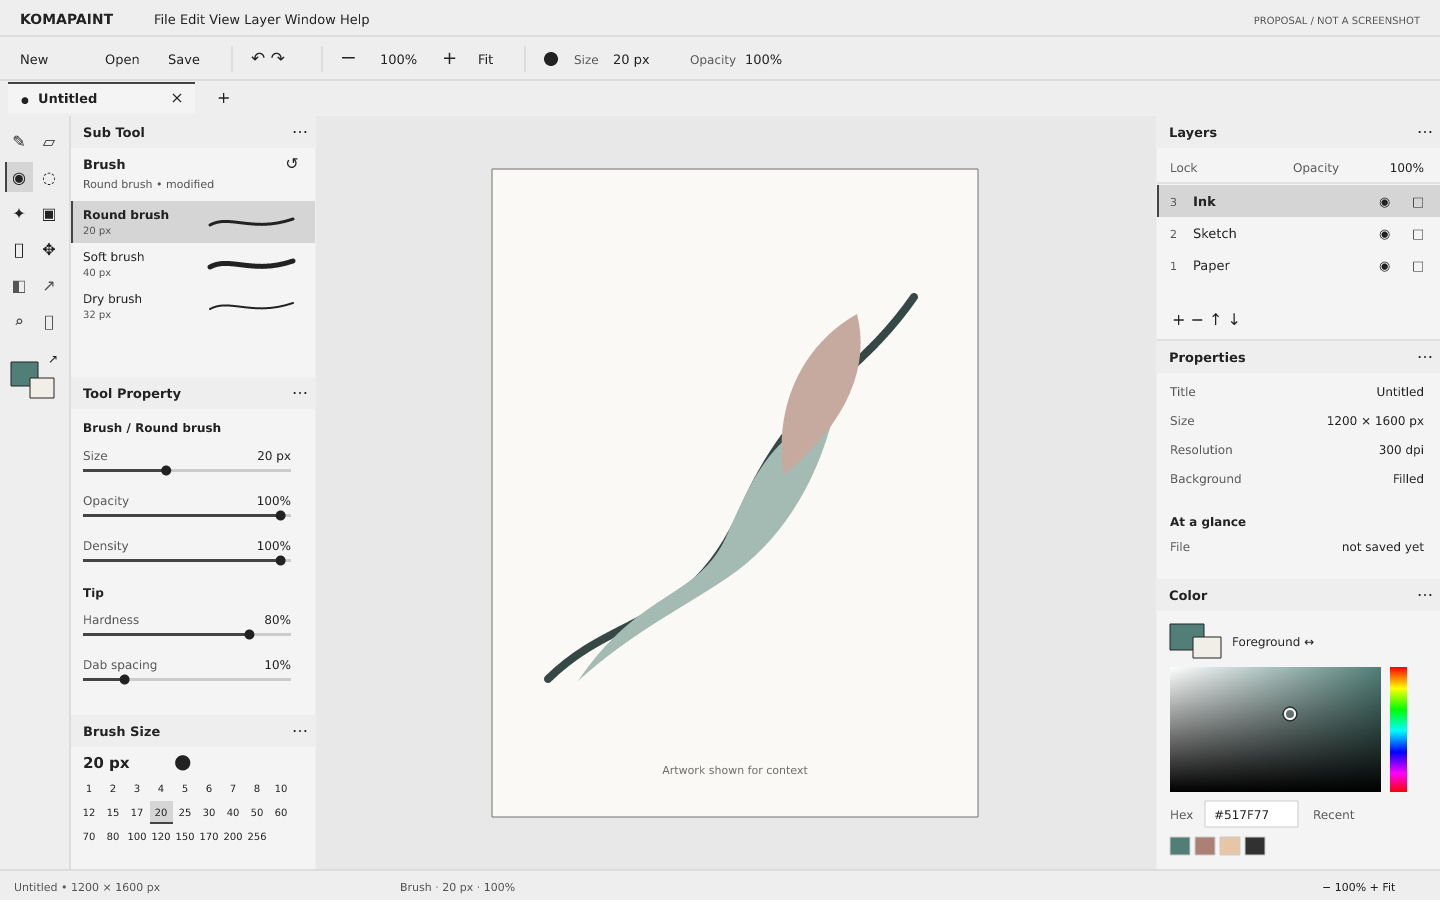 KOMAPAINT File Edit View Layer Window Help PROPOSAL / NOT A SCREENSHOT
New Open Save ↶ ↷ − 100% + Fit Size 20 px Opacity 100%
● Untitled × +
Sub Tool ···
Brush ↺
Round brush • modified
Round brush
20 px
Soft brush
40 px
Dry brush
32 px
Tool Property ···
Brush / Round brush
Size 20 px
Opacity 100%
Density 100%
Tip
Hardness 80%
Dab spacing 10%
Brush Size ···
20 px
1 2 3 4 5 6 7 8 10
12 15 17 20 25 30 40 50 60
70 80 100 120 150 170 200 256
Artwork shown for context
Layers ···
Lock Opacity 100%
3 Ink ◉ □
2 Sketch ◉ □
1 Paper ◉ □
+ − ↑ ↓
Properties ···
Title Untitled
Size 1200 × 1600 px
Resolution 300 dpi
Background Filled
At a glance
File not saved yet
Color ···
Foreground ↔
Hex #517F77 Recent
Untitled • 1200 × 1600 px Brush · 20 px · 100% − 100% + Fit